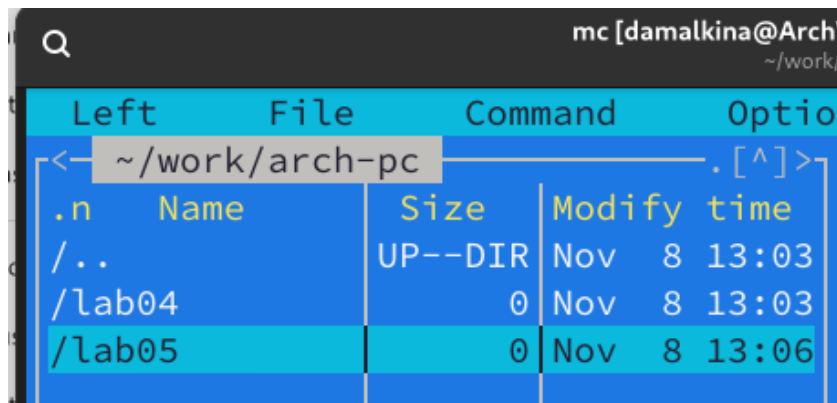 mc [damalkina@Arch
~/work/
Left File Command Optio
<— ~/work/arch-pc .[^]>
.n Name Size Modify time
/.. UP--DIR Nov 8 13:03
/lab04 0 Nov 8 13:03
/lab05 0 Nov 8 13:06